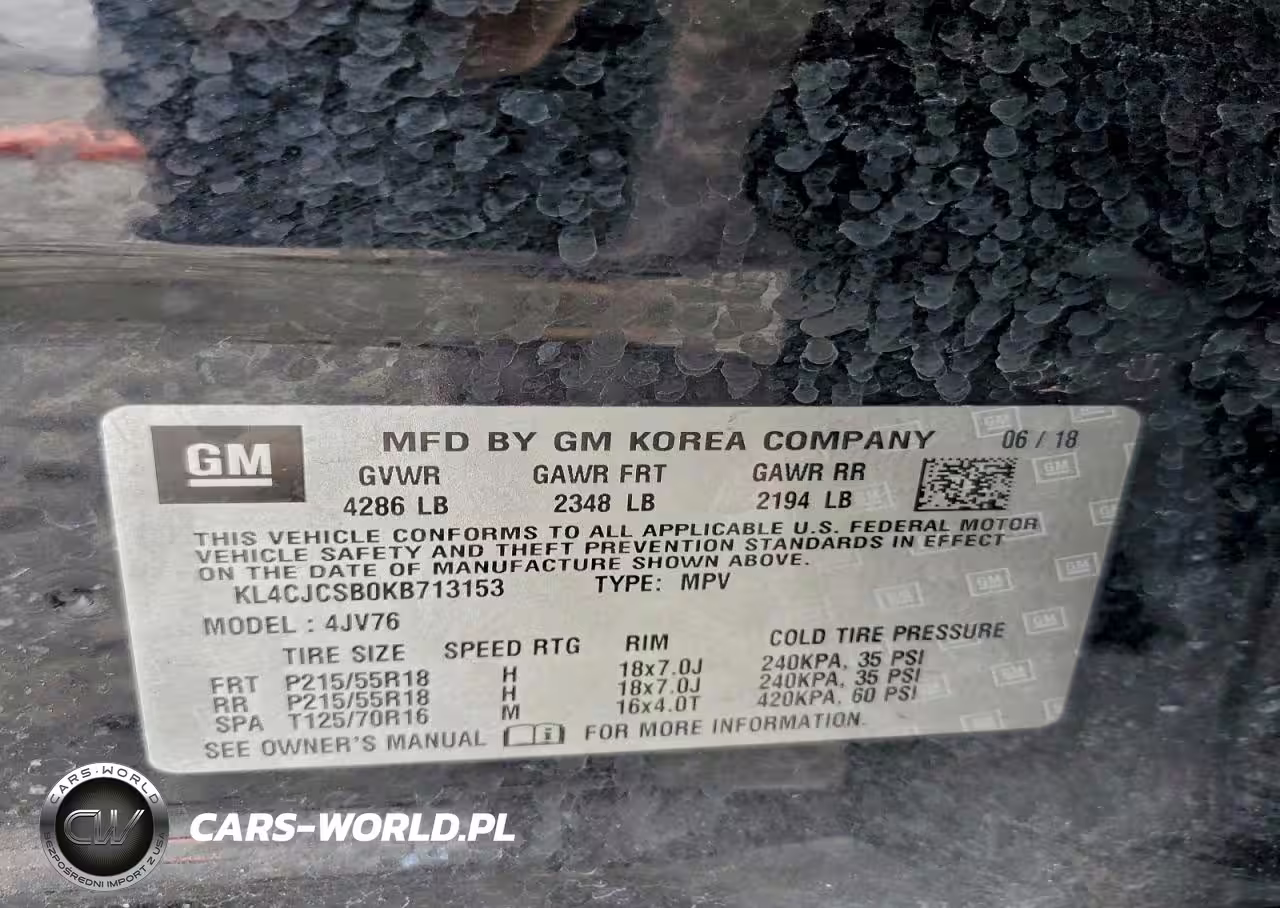 GM
MFD BY GM KOREA COMPANY 06 / 18
GVWR GAWR FRT GAWR RR
4286 LB 2348 LB 2194 LB
THIS VEHICLE CONFORMS TO ALL APPLICABLE U.S. FEDERAL MOTOR
VEHICLE SAFETY AND THEFT PREVENTION STANDARDS IN EFFECT
ON THE DATE OF MANUFACTURE SHOWN ABOVE.
KL4CJCSB0KB713153 TYPE: MPV
MODEL : 4JV76
TIRE SIZE SPEED RTG RIM COLD TIRE PRESSURE
FRT P215/55R18 H 18x7.0J 240KPA, 35 PSI
RR P215/55R18 H 18x7.0J 240KPA, 35 PSI
SPA T125/70R16 M 16x4.0T 420KPA, 60 PSI
SEE OWNER'S MANUAL i FOR MORE INFORMATION.
CARS-WORLD
CW
BEZPOŚREDNI IMPORT Z USA
CARS-WORLD.PL